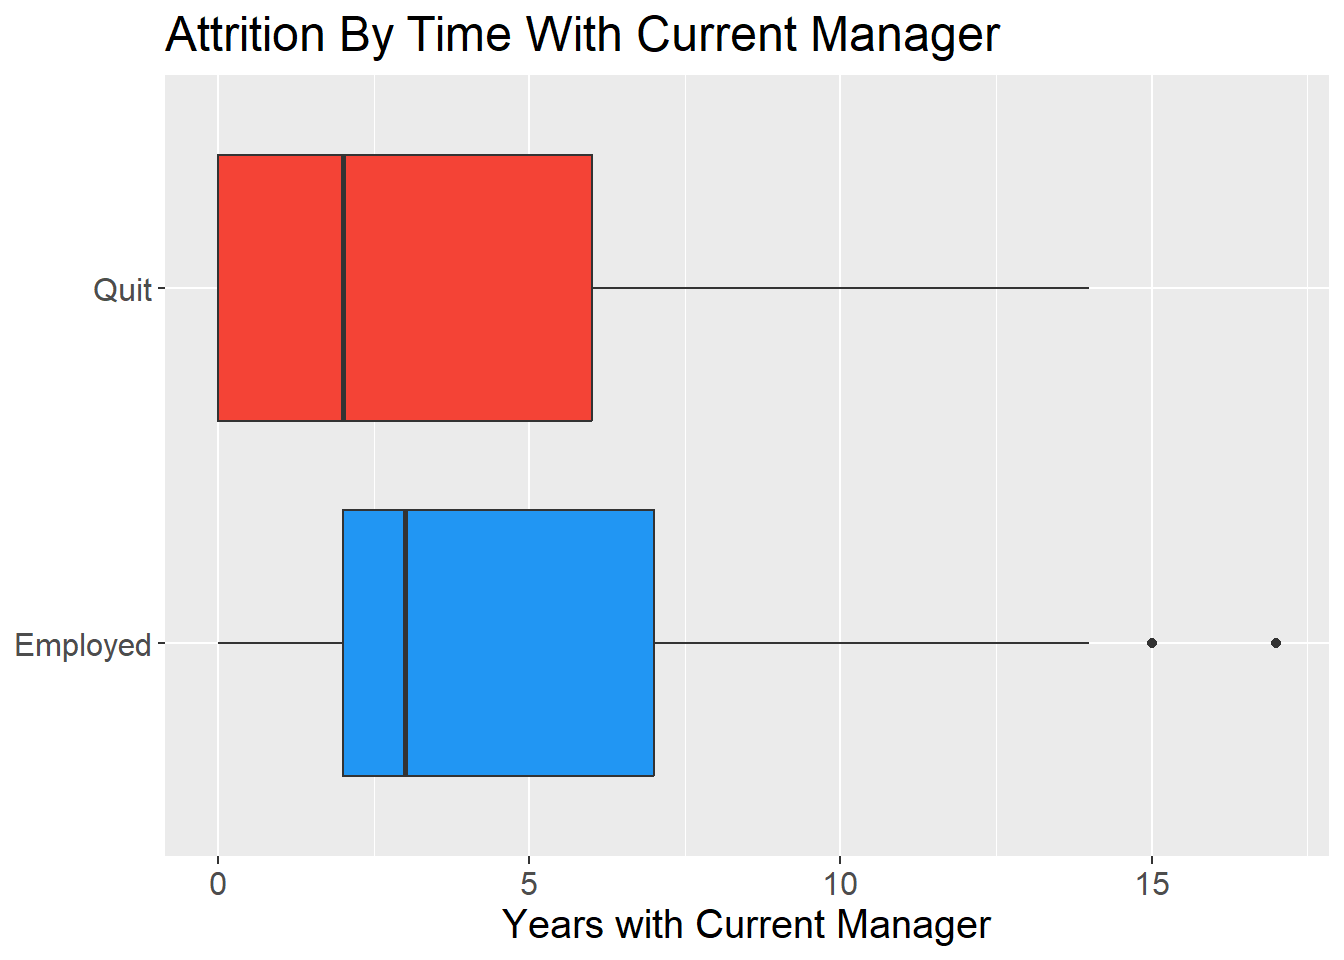 Attrition By Time With Current Manager
Quit
Employed
0 5 10 15
Years with Current Manager